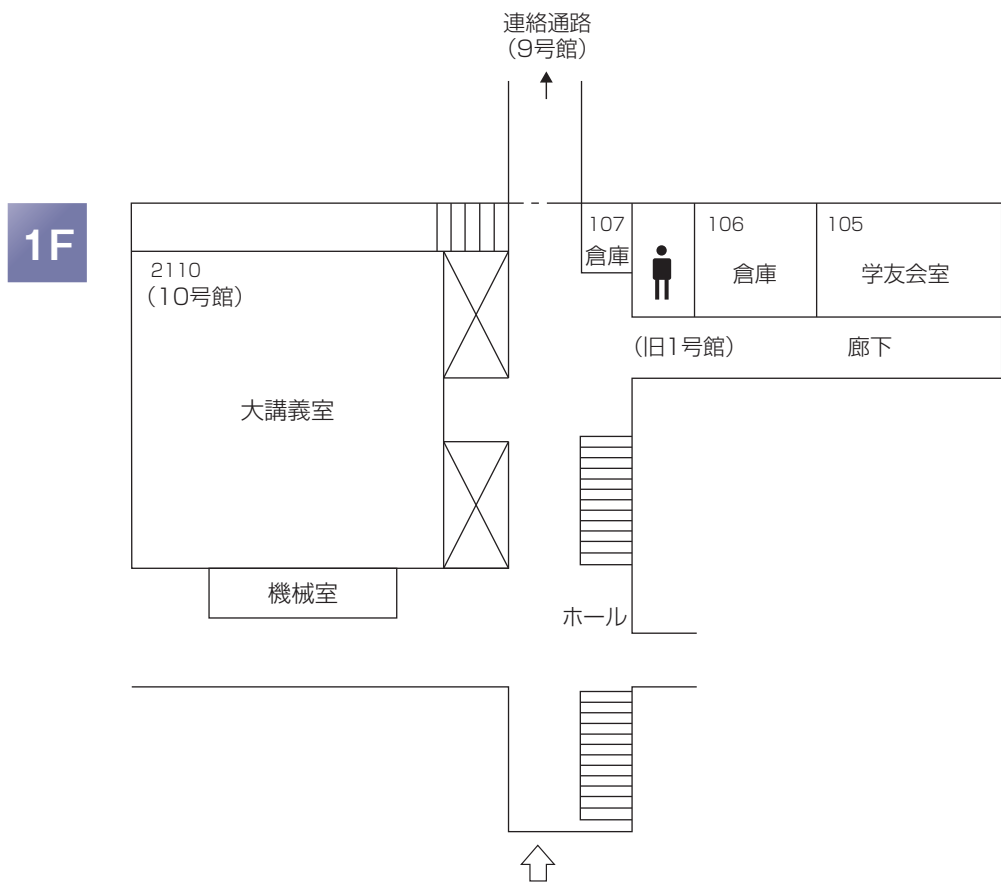 連絡通路
（9号館）
1F
107
倉庫
106
倉庫
105
学友会室
2110
（10号館）
（旧1号館）
廊下
大講義室
機械室
ホール